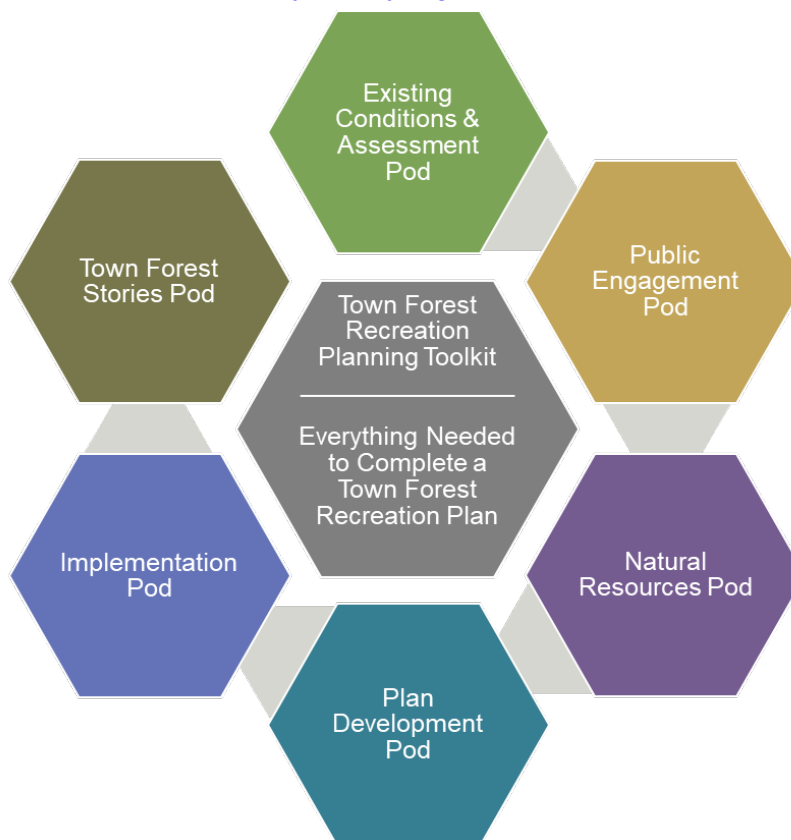 Existing
Conditions &
Assessment
Pod
Public
Engagement
Pod
Natural
Resources Pod
Plan
Development
Pod
Implementation
Pod
Town Forest
Stories Pod
Town Forest
Recreation
Planning Toolkit
Everything Needed
to Complete a
Town Forest
Recreation Plan